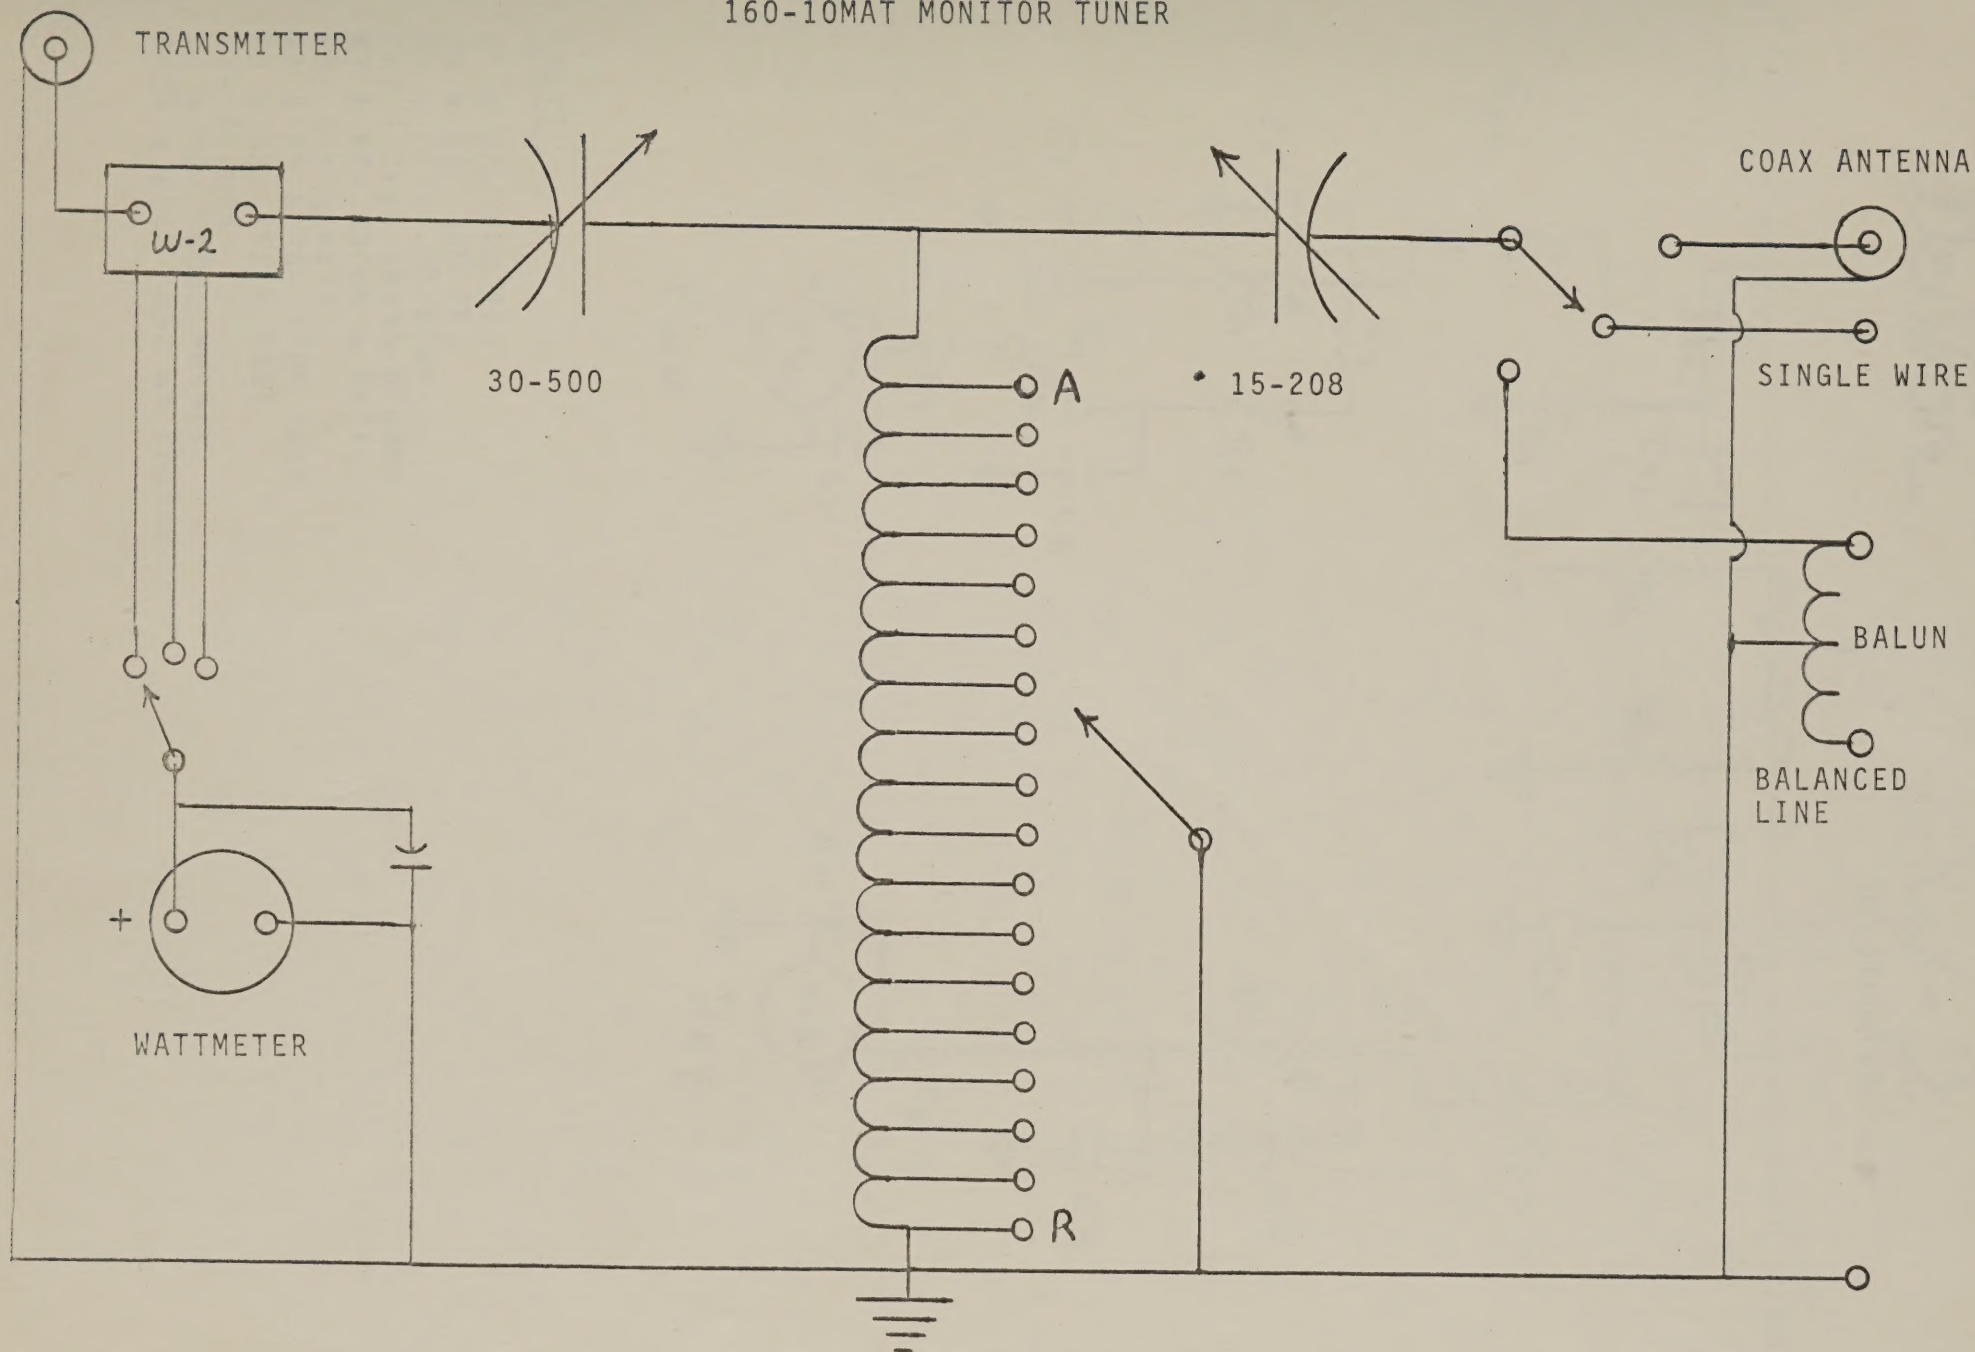 160-10MAT MONITOR TUNER
TRANSMITTER
COAX ANTENNA
W-2
30-500
A
15-208
SINGLE WIRE
BALUN
BALANCED
LINE
+
WATTMETER
R